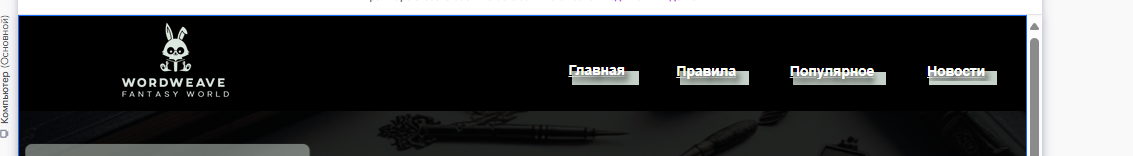 Компьютер (Основной)
WORDWEAVE
FANTASY WORLD
Главная
Правила
Популярное
Новости